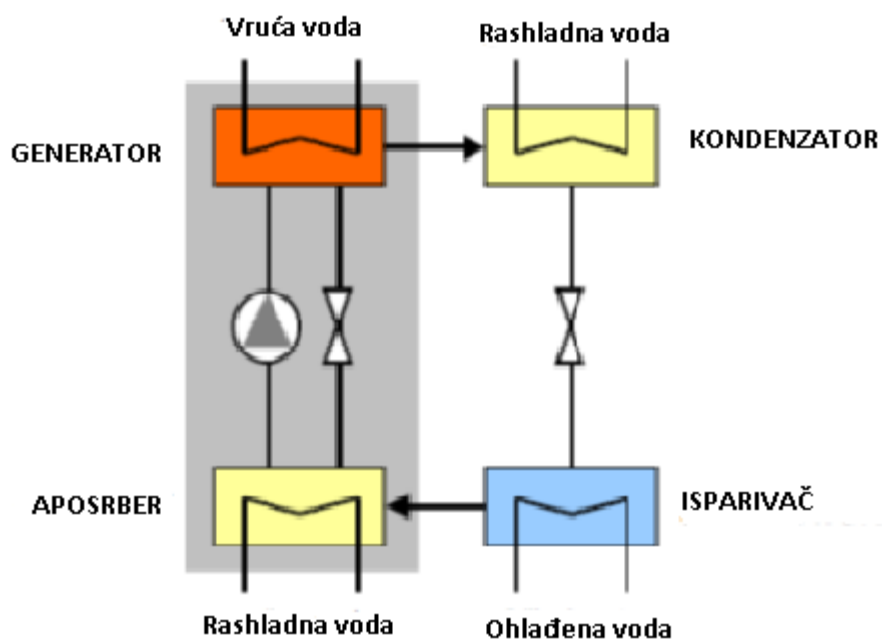 Vruća voda
Rashladna voda
GENERATOR
KONDENZATOR
APOSRBER
ISPARIVAČ
Rashladna voda
Ohlađena voda